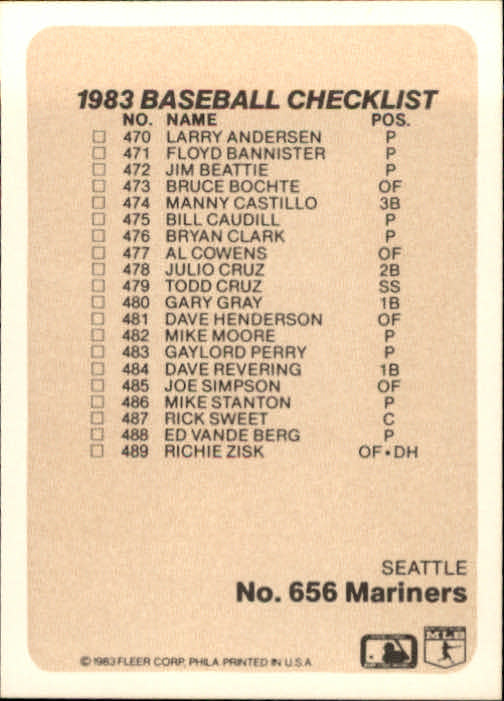 1983 BASEBALL CHECKLIST
NO. NAME POS.
470 LARRY ANDERSEN P
471 FLOYD BANNISTER P
472 JIM BEATTIE P
473 BRUCE BOCHTE OF
474 MANNY CASTILLO 3B
475 BILL CAUDILL P
476 BRYAN CLARK P
477 AL COWENS OF
478 JULIO CRUZ 2B
479 TODD CRUZ SS
480 GARY GRAY 1B
481 DAVE HENDERSON OF
482 MIKE MOORE P
483 GAYLORD PERRY P
484 DAVE REVERING 1B
485 JOE SIMPSON OF
486 MIKE STANTON P
487 RICK SWEET C
488 ED VANDE BERG P
489 RICHIE ZISK OF•DH
SEATTLE
No. 656 Mariners
MLB
©1983 FLEER CORP, PHILA PRINTED IN U.S.A